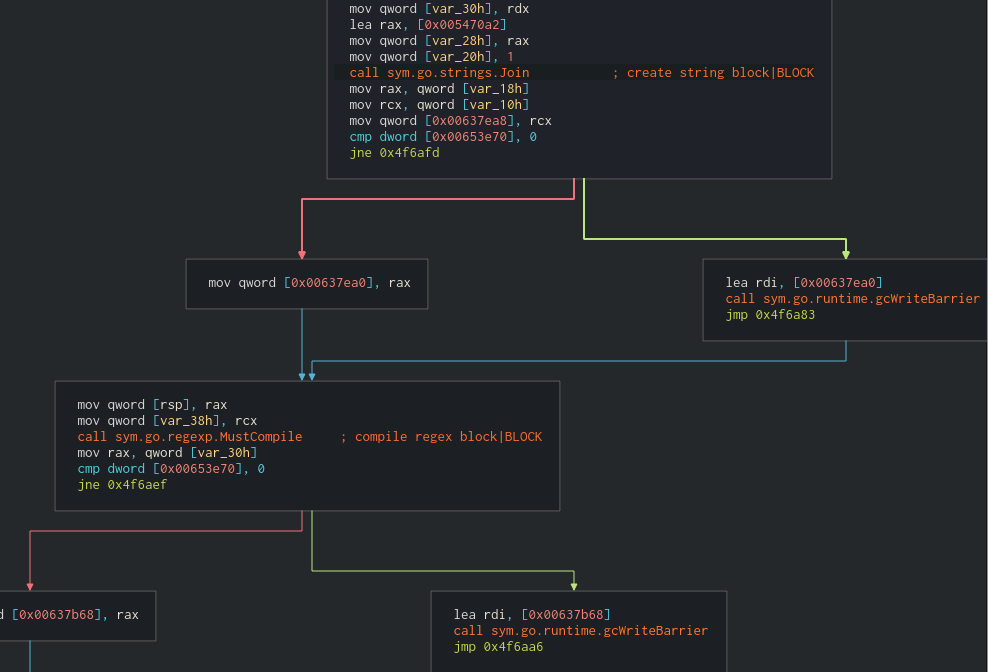 mov qword [var_30h], rdx
lea rax, [0x005470a2]
mov qword [var_28h], rax
mov qword [var_20h], 1
call sym.go.strings.Join ; create string block|BLOCK
mov rax, qword [var_18h]
mov rcx, qword [var_10h]
mov qword [0x00637ea8], rcx
cmp dword [0x00653e70], 0
jne 0x4f6afd
mov qword [0x00637ea0], rax
lea rdi, [0x00637ea0]
call sym.go.runtime.gcWriteBarrier
jmp 0x4f6a83
mov qword [rsp], rax
mov qword [var_38h], rcx
call sym.go.regexp.MustCompile ; compile regex block|BLOCK
mov rax, qword [var_30h]
cmp dword [0x00653e70], 0
jne 0x4f6aef
d [0x00637b68], rax
lea rdi, [0x00637b68]
call sym.go.runtime.gcWriteBarrier
jmp 0x4f6aa6